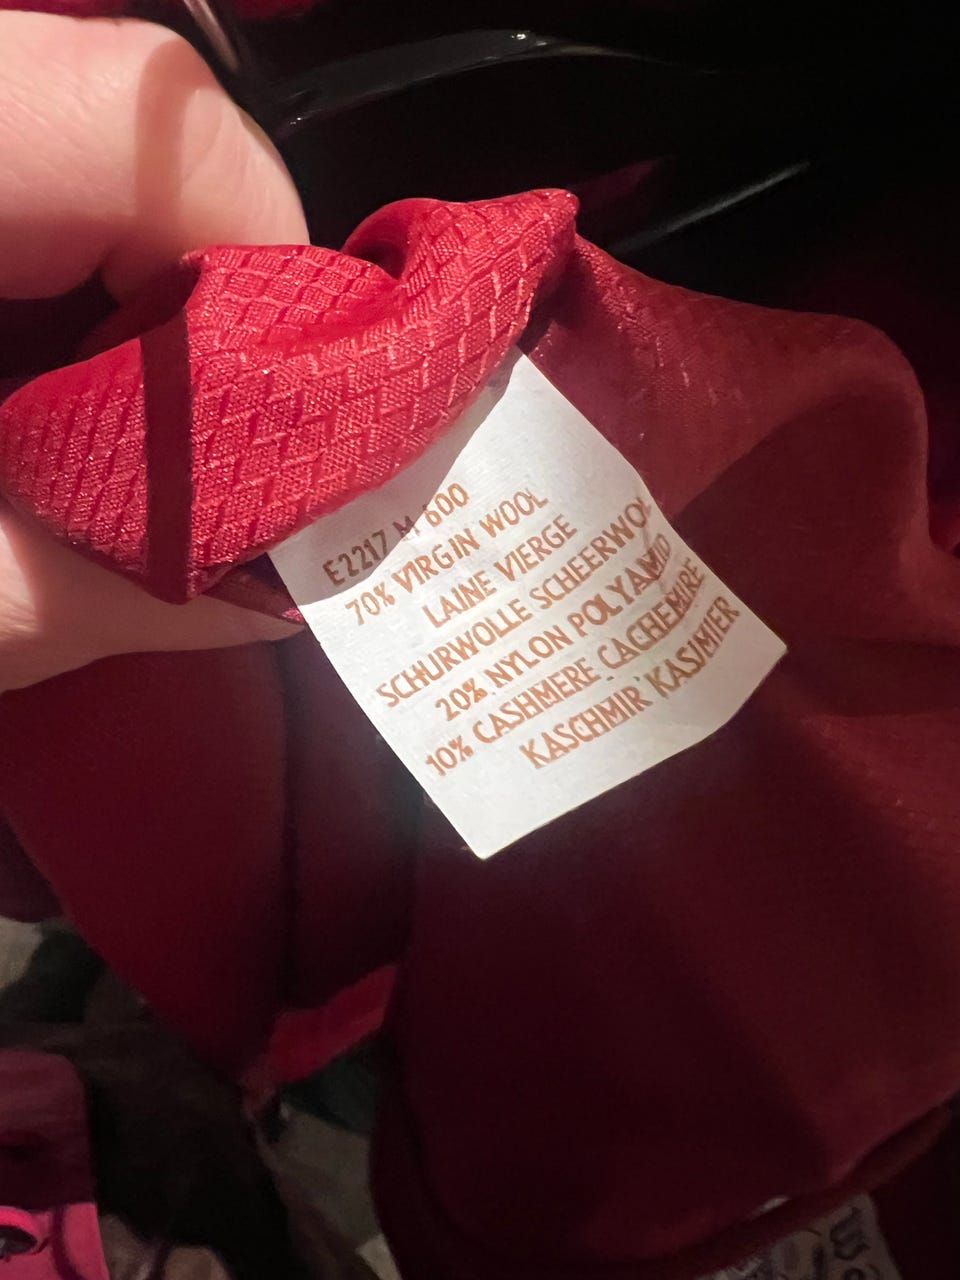 E2217 M 600
70% VIRGIN WOOL
LAINE VIERGE
SCHURWOLLE SCHEERWOL
20% NYLON POLYAMID
10% CASHMERE CACHEMIRE
KASCHMIR KASJMIER